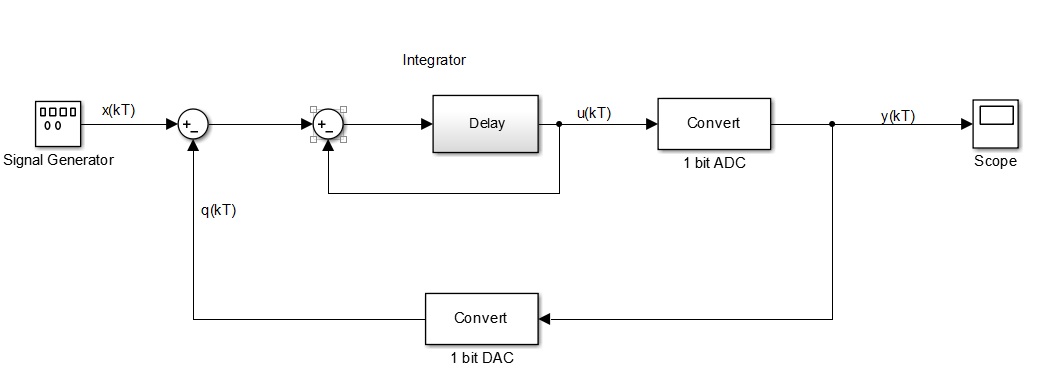 Integrator
x(kT)
Signal Generator
+
−
+
−
Delay
u(kT)
Convert
1 bit ADC
y(kT)
Scope
q(kT)
Convert
1 bit DAC